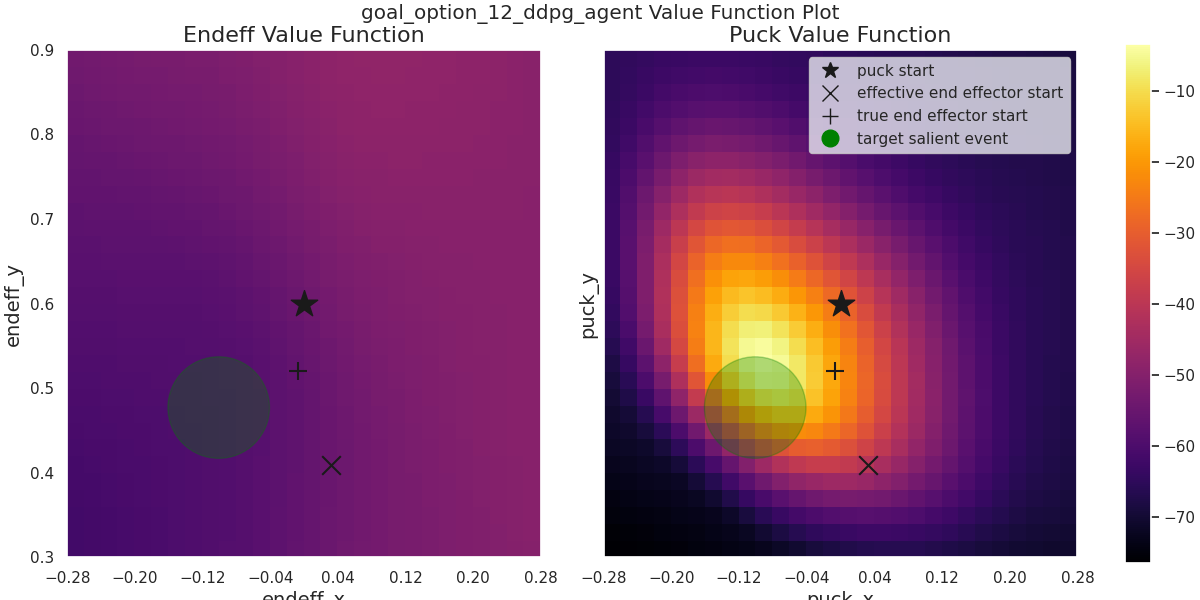 goal_option_12_ddpg_agent Value Function Plot
Endeff Value Function
Puck Value Function
0.9
0.8
0.7
0.6
0.5
0.4
0.3
endeff_y
−0.28 −0.20 −0.12 −0.04 0.04 0.12 0.20 0.28
endeff_x
puck start
effective end effector start
true end effector start
target salient event
puck_y
−0.28 −0.20 −0.12 −0.04 0.04 0.12 0.20 0.28
puck_x
−10
−20
−30
−40
−50
−60
−70